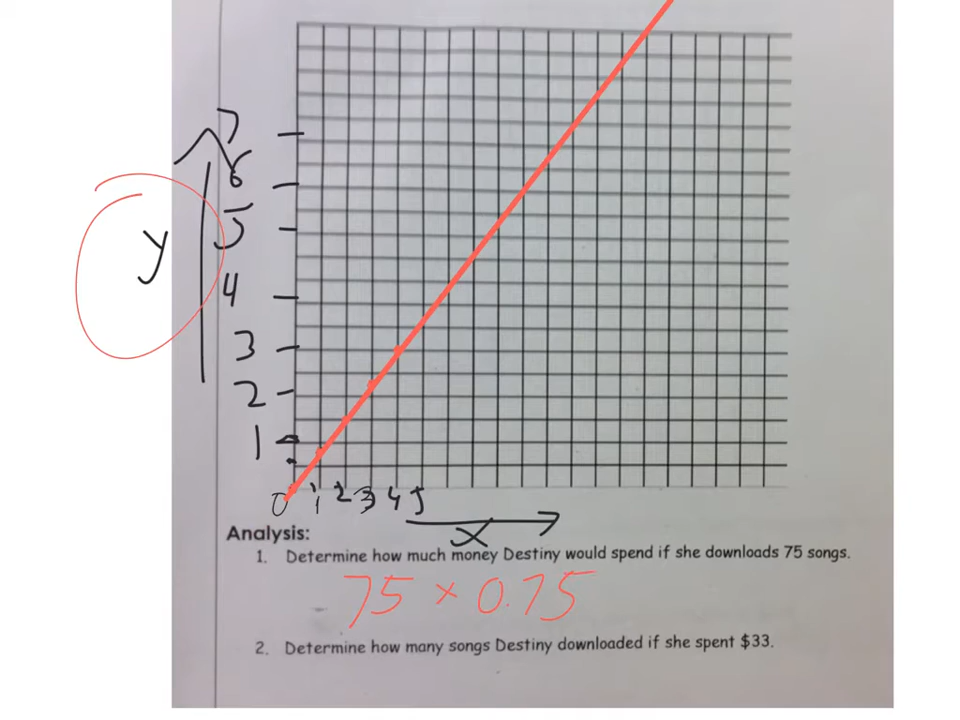 7
6
5
y
4
3
2
1
0 1 2 3 4 5
x
Analysis:
1. Determine how much money Destiny would spend if she downloads 75 songs.
75 × 0.75
2. Determine how many songs Destiny downloaded if she spent $33.